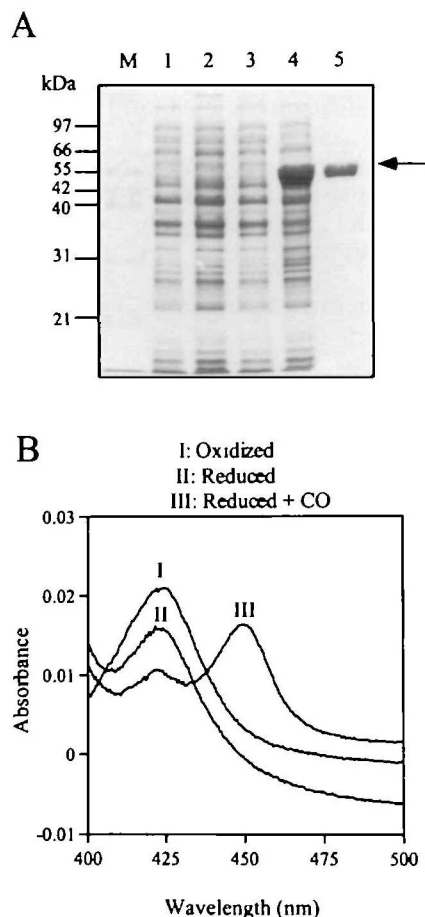 A
M 1 2 3 4 5
kDa
97
66
55
42
40
31
21
B
I: Oxidized
II: Reduced
III: Reduced + CO
0.03
0.02
0.01
0
-0.01
Absorbance
I
II
III
400 425 450 475 500
Wavelength (nm)